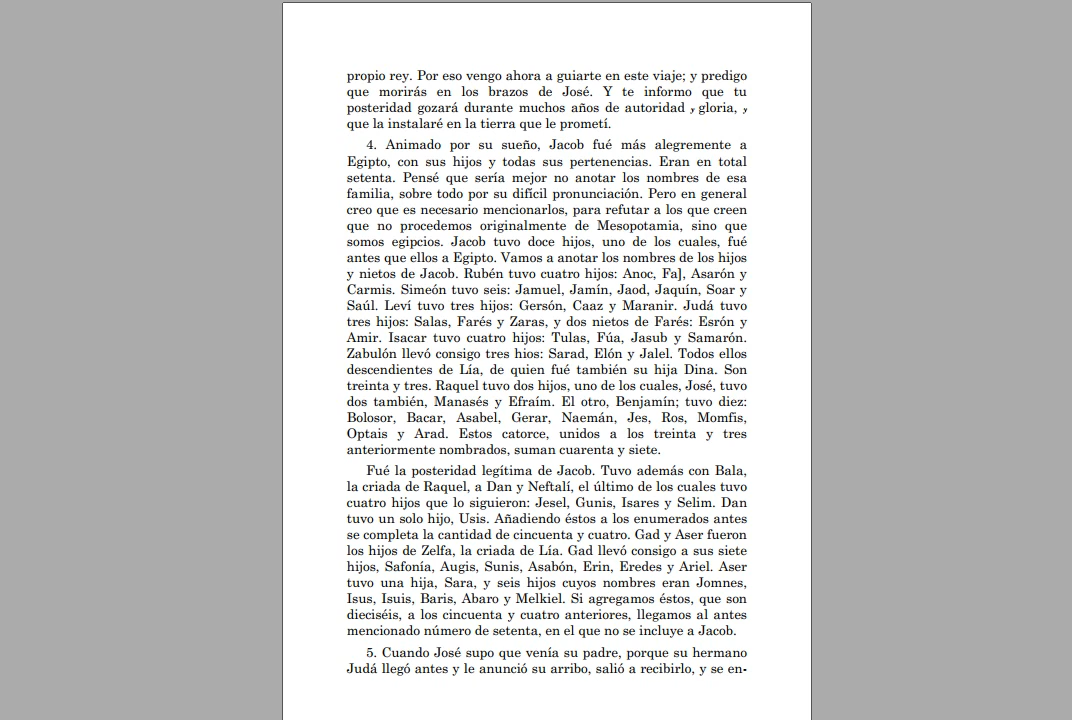 propio rey. Por eso vengo ahora a guiarte en este viaje; y predigo
que morirás en los brazos de José. Y te informo que tu
posteridad gozará durante muchos años de autoridad y gloria, y
que la instalaré en la tierra que le prometí.
4. Animado por su sueño, Jacob fué más alegremente a
Egipto, con sus hijos y todas sus pertenencias. Eran en total
setenta. Pensé que sería mejor no anotar los nombres de esa
familia, sobre todo por su difícil pronunciación. Pero en general
creo que es necesario mencionarlos, para refutar a los que creen
que no procedemos originalmente de Mesopotamia, sino que
somos egipcios. Jacob tuvo doce hijos, uno de los cuales, fué
antes que ellos a Egipto. Vamos a anotar los nombres de los hijos
y nietos de Jacob. Rubén tuvo cuatro hijos: Anoc, Fa], Asarón y
Carmis. Simeón tuvo seis: Jamuel, Jamín, Jaod, Jaquín, Soar y
Saúl. Leví tuvo tres hijos: Gersón, Caaz y Maranir. Judá tuvo
tres hijos: Salas, Farés y Zaras, y dos nietos de Farés: Esrón y
Amir. Isacar tuvo cuatro hijos: Tulas, Fúa, Jasub y Samarón.
Zabulón llevó consigo tres hios: Sarad, Elón y Jalel. Todos ellos
descendientes de Lía, de quien fué también su hija Dina. Son
treinta y tres. Raquel tuvo dos hijos, uno de los cuales, José, tuvo
dos también, Manasés y Efraím. El otro, Benjamín; tuvo diez:
Bolosor, Bacar, Asabel, Gerar, Naemán, Jes, Ros, Momfis,
Optais y Arad. Estos catorce, unidos a los treinta y tres
anteriormente nombrados, suman cuarenta y siete.
Fué la posteridad legítima de Jacob. Tuvo además con Bala,
la criada de Raquel, a Dan y Neftalí, el último de los cuales tuvo
cuatro hijos que lo siguieron: Jesel, Gunis, Isares y Selim. Dan
tuvo un solo hijo, Usis. Añadiendo éstos a los enumerados antes
se completa la cantidad de cincuenta y cuatro. Gad y Aser fueron
los hijos de Zelfa, la criada de Lía. Gad llevó consigo a sus siete
hijos, Safonía, Augis, Sunis, Asabón, Erin, Eredes y Ariel. Aser
tuvo una hija, Sara, y seis hijos cuyos nombres eran Jomnes,
Isus, Isuis, Baris, Abaro y Melkiel. Si agregamos éstos, que son
dieciséis, a los cincuenta y cuatro anteriores, llegamos al antes
mencionado número de setenta, en el que no se incluye a Jacob.
5. Cuando José supo que venía su padre, porque su hermano
Judá llegó antes y le anunció su arribo, salió a recibirlo, y se en-